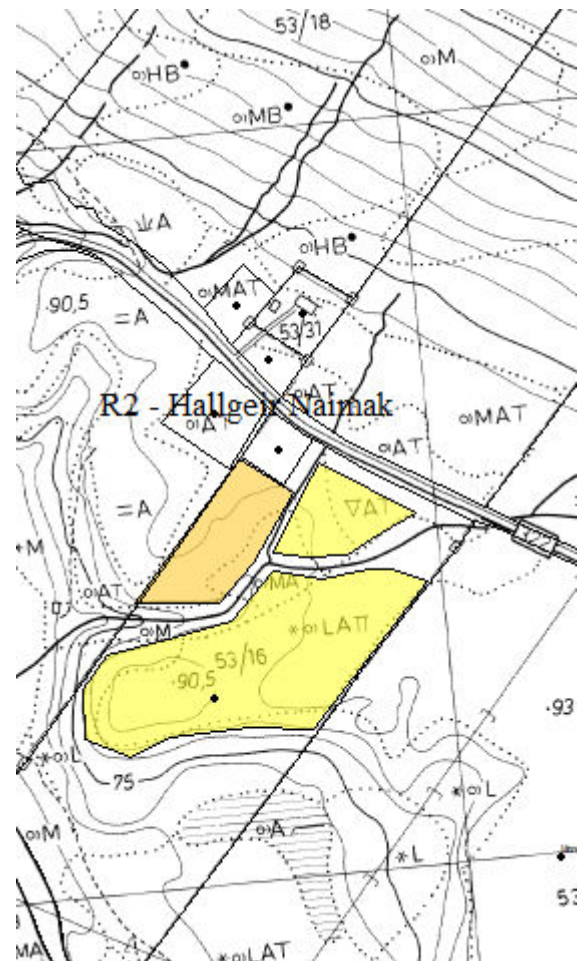 53/18
o)M
o)HB
o)MB
A
o)HB
o)MAT
.90,5
=A
53/31
R2 - Hallgeir Naimak
o)AT
o)AT
o)MAT
o)AT
=A
▽AT
M
o)AT
o)MA
o)M
*o)LATT
53/16
.90,5
.93
*o)L
75
*o)L
o)M
o)A
*L
53
MA
*o)LAT